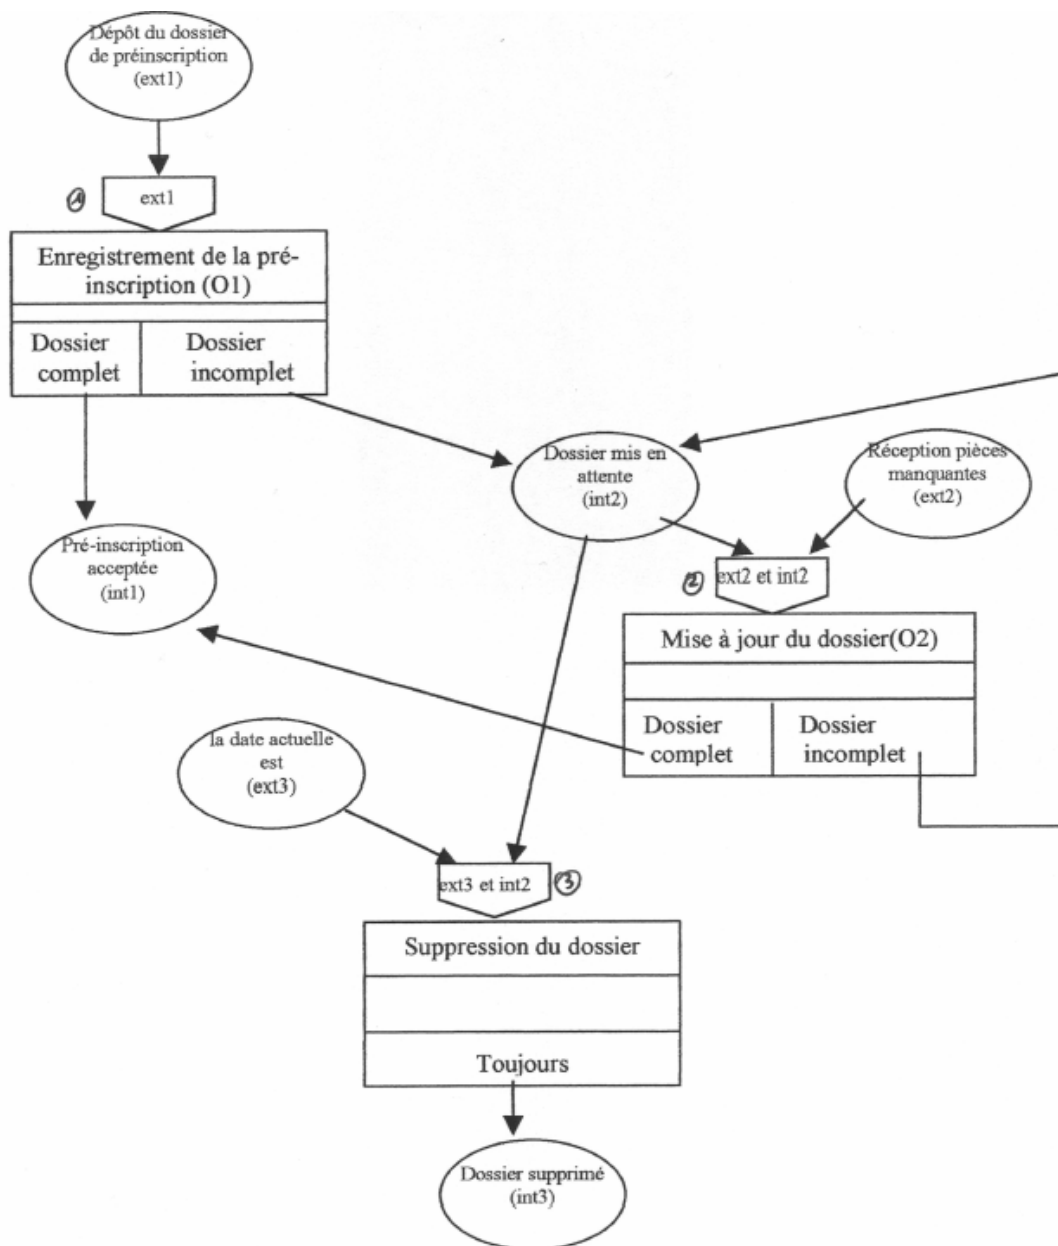 Dépôt du dossier
de préinscription
(ext1)
① ext1
Enregistrement de la pré-
inscription (O1)
Dossier
complet
Dossier
incomplet
Dossier mis en
attente
(int2)
Réception pièces
manquantes
(ext2)
Pré-inscription
acceptée
(int1)
② ext2 et int2
Mise à jour du dossier(O2)
Dossier
complet
Dossier
incomplet
la date actuelle
est
(ext3)
ext3 et int2 ③
Suppression du dossier
Toujours
Dossier supprimé
(int3)